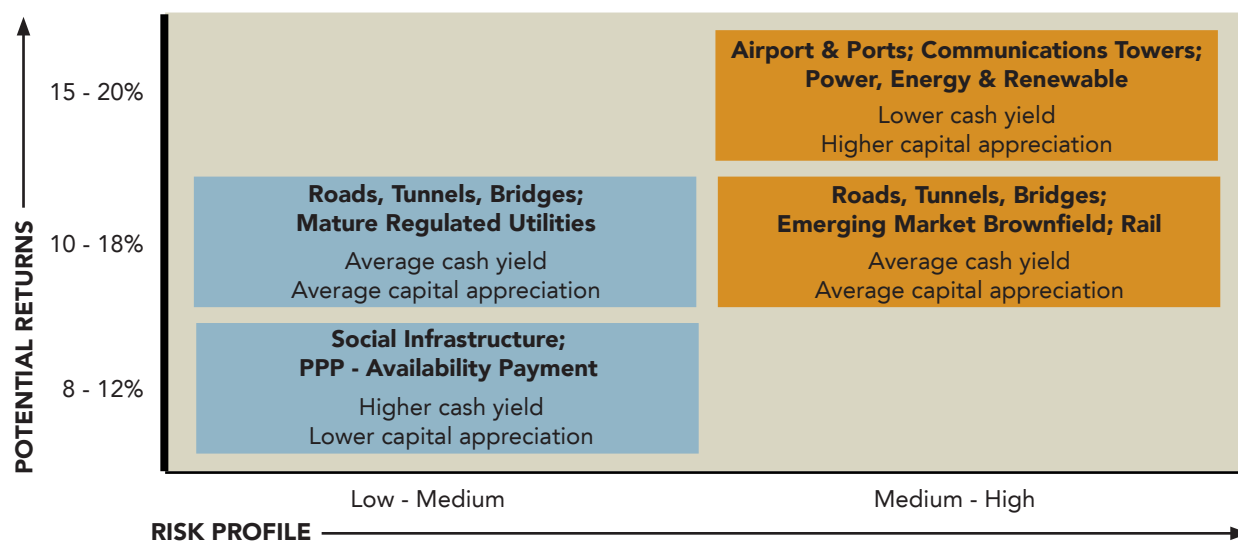 POTENTIAL RETURNS
15 - 20%
Airport & Ports; Communications Towers;
Power, Energy & Renewable
Lower cash yield
Higher capital appreciation
10 - 18%
Roads, Tunnels, Bridges;
Mature Regulated Utilities
Average cash yield
Average capital appreciation
Roads, Tunnels, Bridges;
Emerging Market Brownfield; Rail
Average cash yield
Average capital appreciation
8 - 12%
Social Infrastructure;
PPP - Availability Payment
Higher cash yield
Lower capital appreciation
Low - Medium
Medium - High
RISK PROFILE